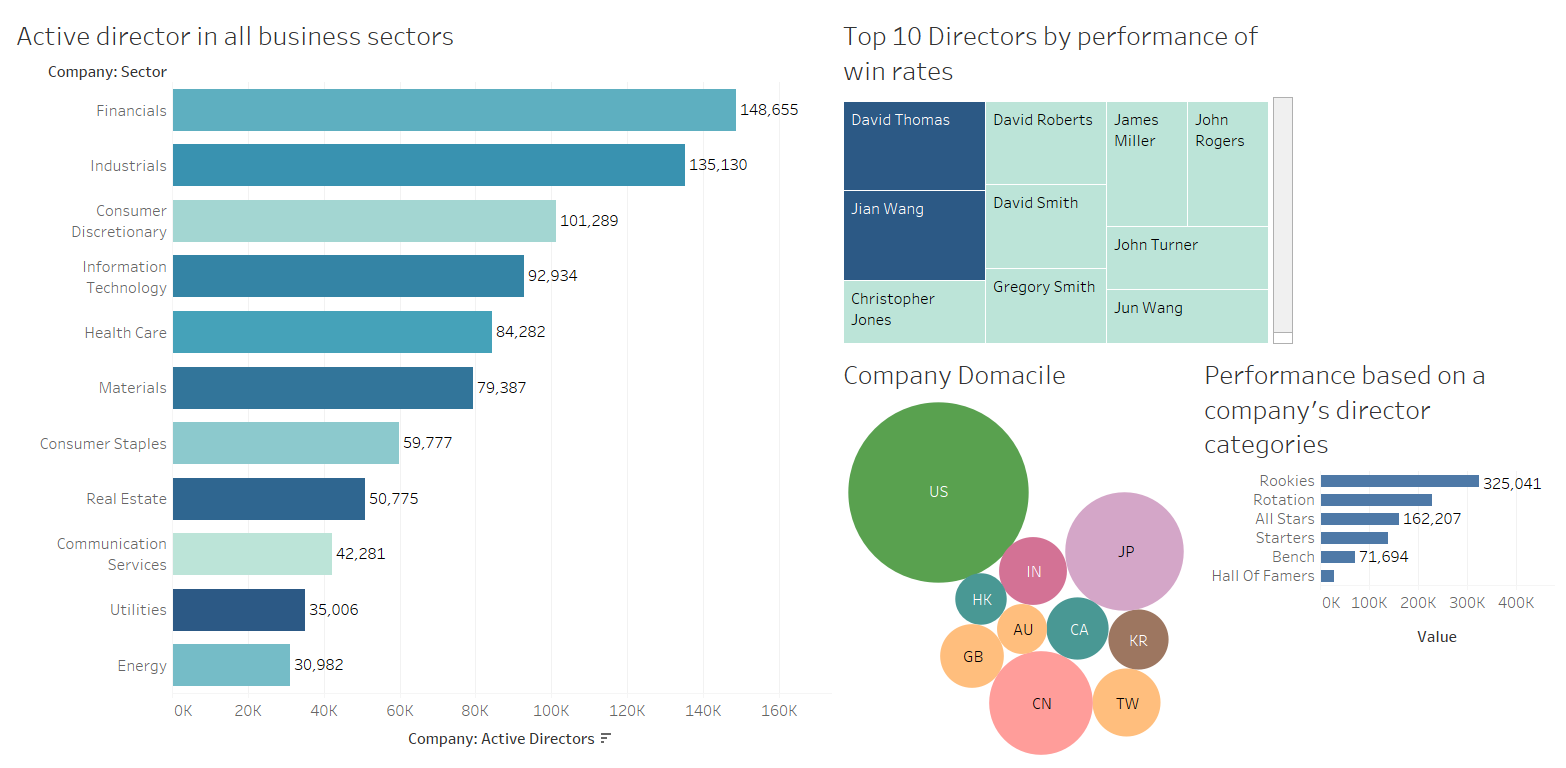 Active director in all business sectors
Company: Sector
Financials
148,655
Industrials
135,130
Consumer
Discretionary
101,289
Information
Technology
92,934
Health Care
84,282
Materials
79,387
Consumer Staples
59,777
Real Estate
50,775
Communication
Services
42,281
Utilities
35,006
Energy
30,982
0K 20K 40K 60K 80K 100K 120K 140K 160K
Company: Active Directors
Top 10 Directors by performance of
win rates
David Thomas
Jian Wang
Christopher
Jones
David Roberts
David Smith
Gregory Smith
James
Miller
John
Rogers
John Turner
Jun Wang
Company Domacile
US
JP
IN
HK
AU
CA
KR
GB
CN
TW
Performance based on a
company's director
categories
Rookies
325,041
Rotation
All Stars
162,207
Starters
Bench
71,694
Hall Of Famers
0K 100K 200K 300K 400K
Value